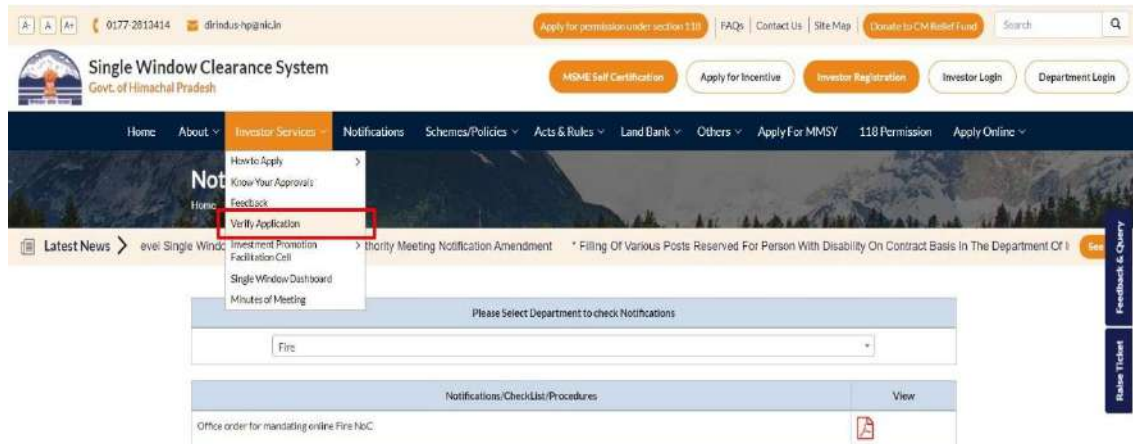 A- A A+ 0177-2813414 dirindus-hp@nic.in Apply for permission under section 118 FAQs Contact Us Site Map Donate to CM Relief Fund Search
Single Window Clearance System
Govt. of Himachal Pradesh
MSME Self Certification Apply for Incentive Investor Registration Investor Login Department Login
Home About Investor Services Notifications Schemes/Policies Acts & Rules Land Bank Others Apply For MMSY 118 Permission Apply Online
How to Apply
Know Your Approvals
Feedback
Verify Application
Investment Promotion
Facilitation Cell
Single Window Dashboard
Minutes of Meeting
Not
Home
Latest News evel Single Windo thority Meeting Notification Amendment * Filling Of Various Posts Reserved For Person With Disability On Contract Basis In The Department Of I See
Please Select Department to check Notifications
Fire
Notifications/CheckList/Procedures View
Office order for mandating online Fire NoC
Feedback & Query
Raise Ticket